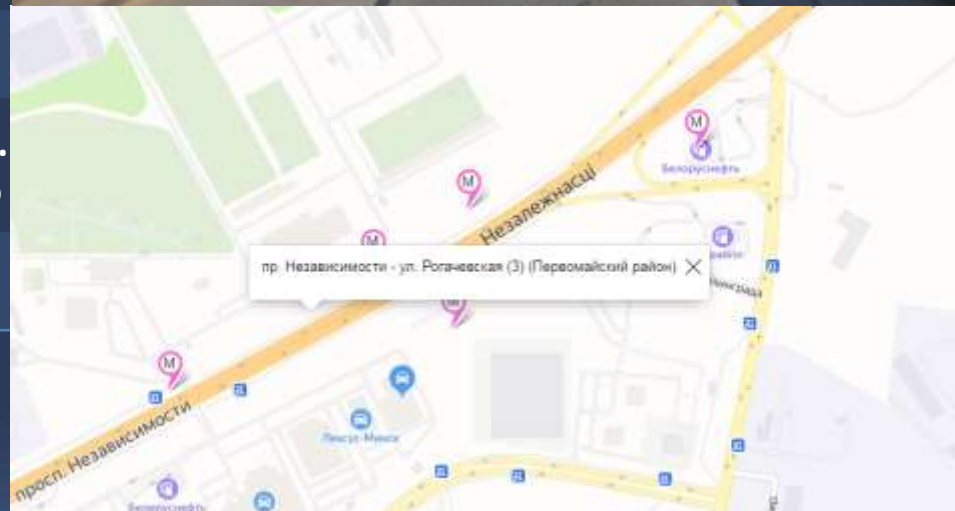 М
Белоруснефть
М
Незалежнасці
М
пр. Независимости - ул. Рогачевская (3) (Первомайский район)
М
М
просп. Независимости
Лексус-Минск
Белоруснефть